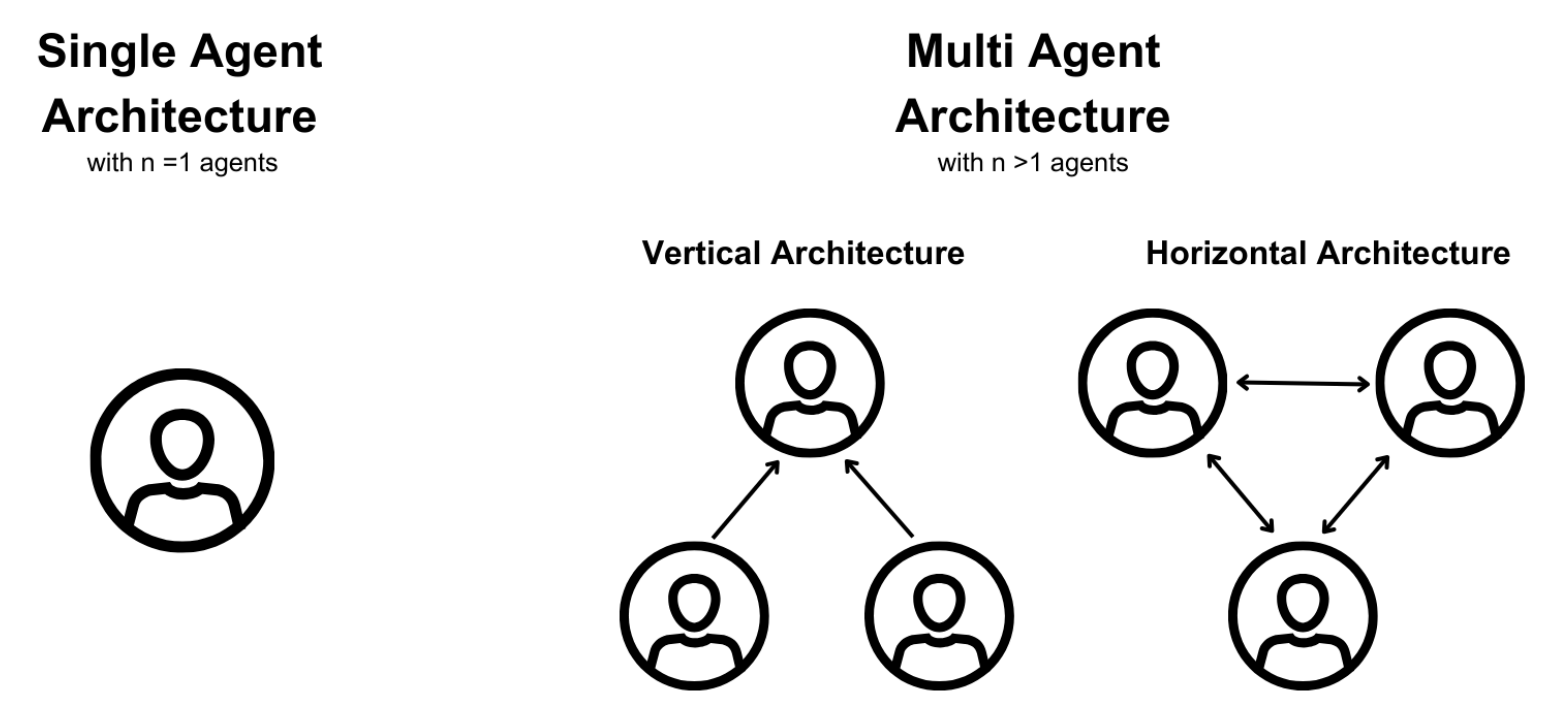 Single Agent
Architecture
with n =1 agents
Multi Agent
Architecture
with n >1 agents
Vertical Architecture
Horizontal Architecture